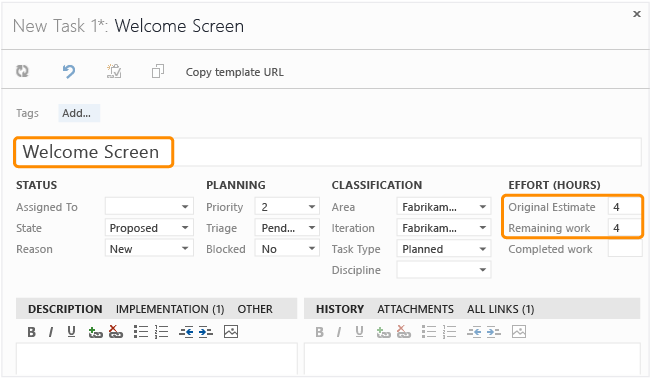 New Task 1*: Welcome Screen
Copy template URL
Tags Add...
Welcome Screen
STATUS PLANNING CLASSIFICATION EFFORT (HOURS)
Assigned To Priority 2 Area Fabrikam... Original Estimate 4
State Proposed Triage Pend... Iteration Fabrikam... Remaining work 4
Reason New Blocked No Task Type Planned Completed work
Discipline
DESCRIPTION IMPLEMENTATION (1) OTHER HISTORY ATTACHMENTS ALL LINKS (1)
B I U B I U